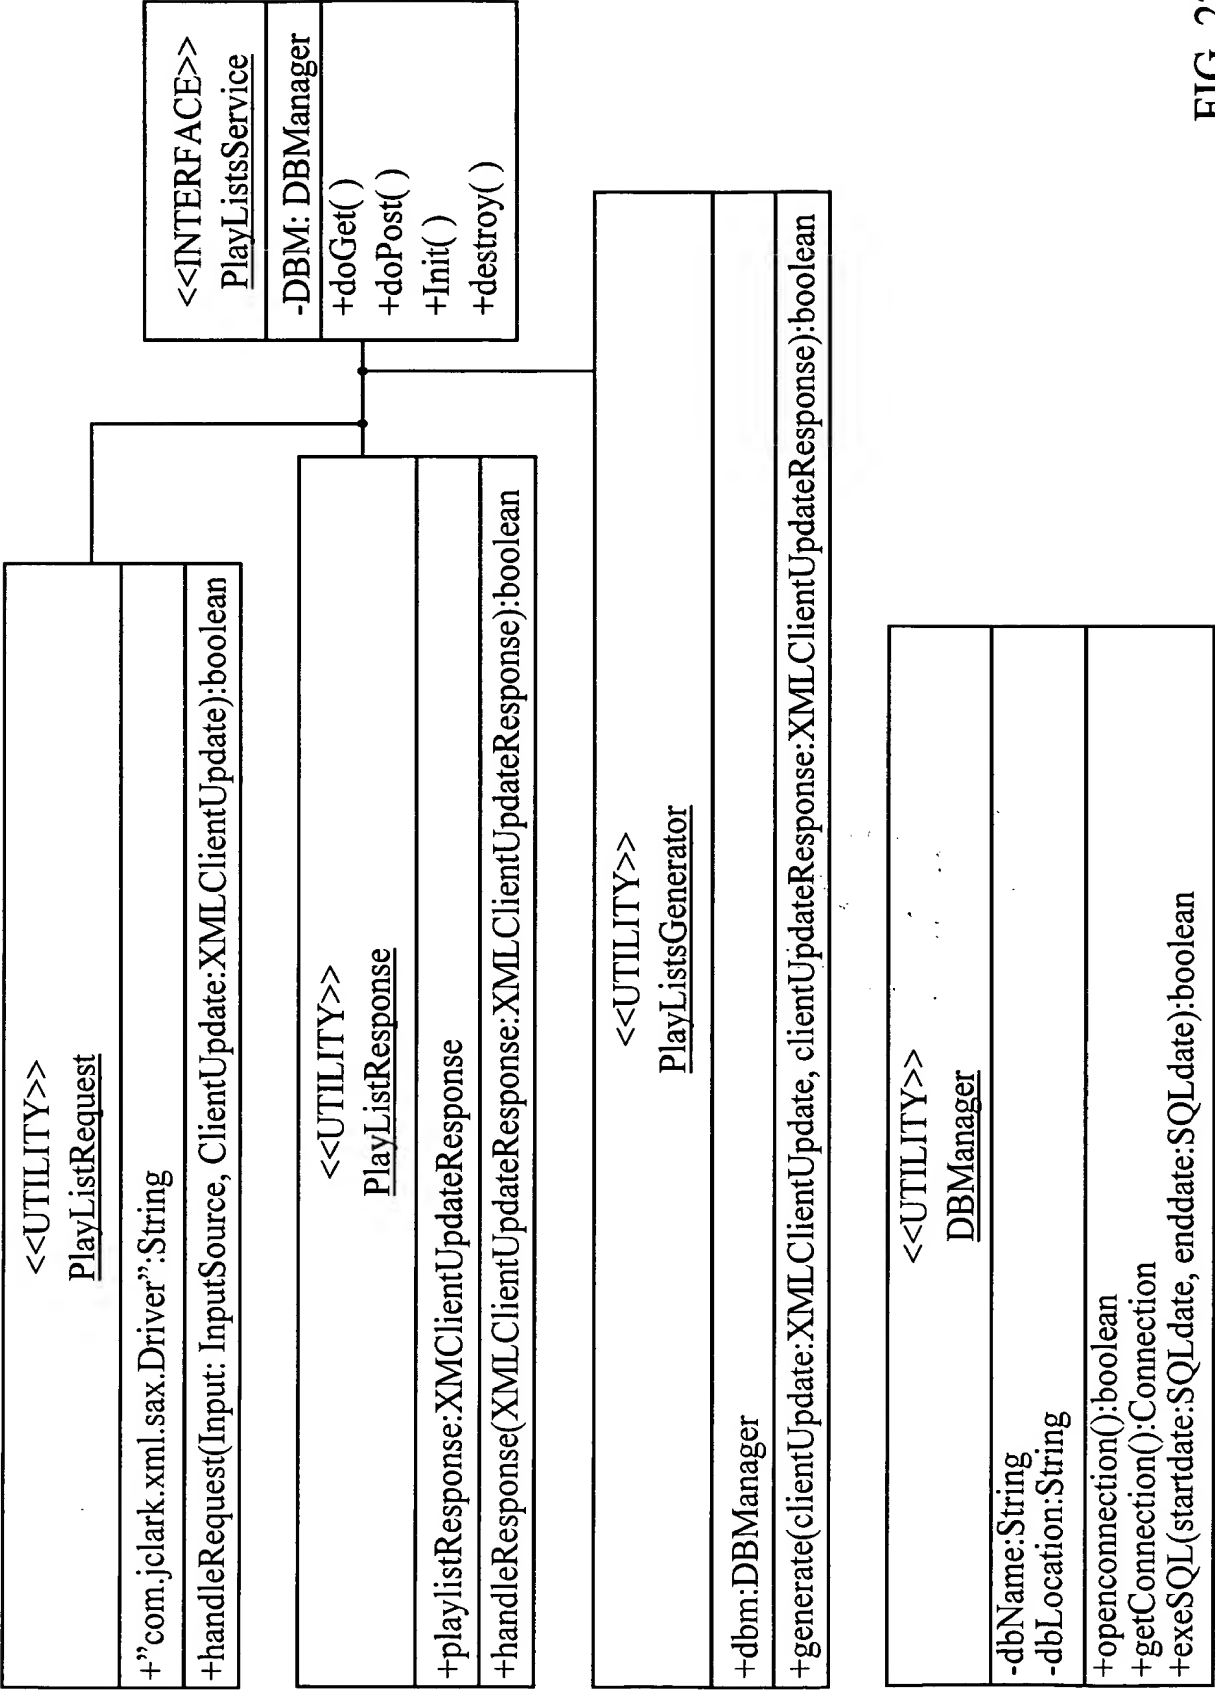 <<UTILITY>>
PlayListRequest
+”com.jclark.xml.sax.Driver”:String
+handleRequest(Input: InputSource, ClientUpdate:XMLClientUpdate):boolean
<<UTILITY>>
PlayListResponse
+playlistResponse:XMClientUpdateResponse
+handleResponse(XMLClientUpdateResponse:XMLClientUpdateResponse):boolean
<<INTERFACE>>
PlayListsService
-DBM: DBManager
+doGet( )
+doPost( )
+Init( )
+destroy( )
<<UTILITY>>
PlayListsGenerator
+dbm:DBManager
+generate(clientUpdate:XMLClientUpdate, clientUpdateResponse:XMLClientUpdateResponse):boolean
<<UTILITY>>
DBManager
-dbName:String
-dbLocation:String
+openconnection():boolean
+getConnection():Connection
+exeSQL(startdate:SQLdate, enddate:SQLdate):boolean
FIG.